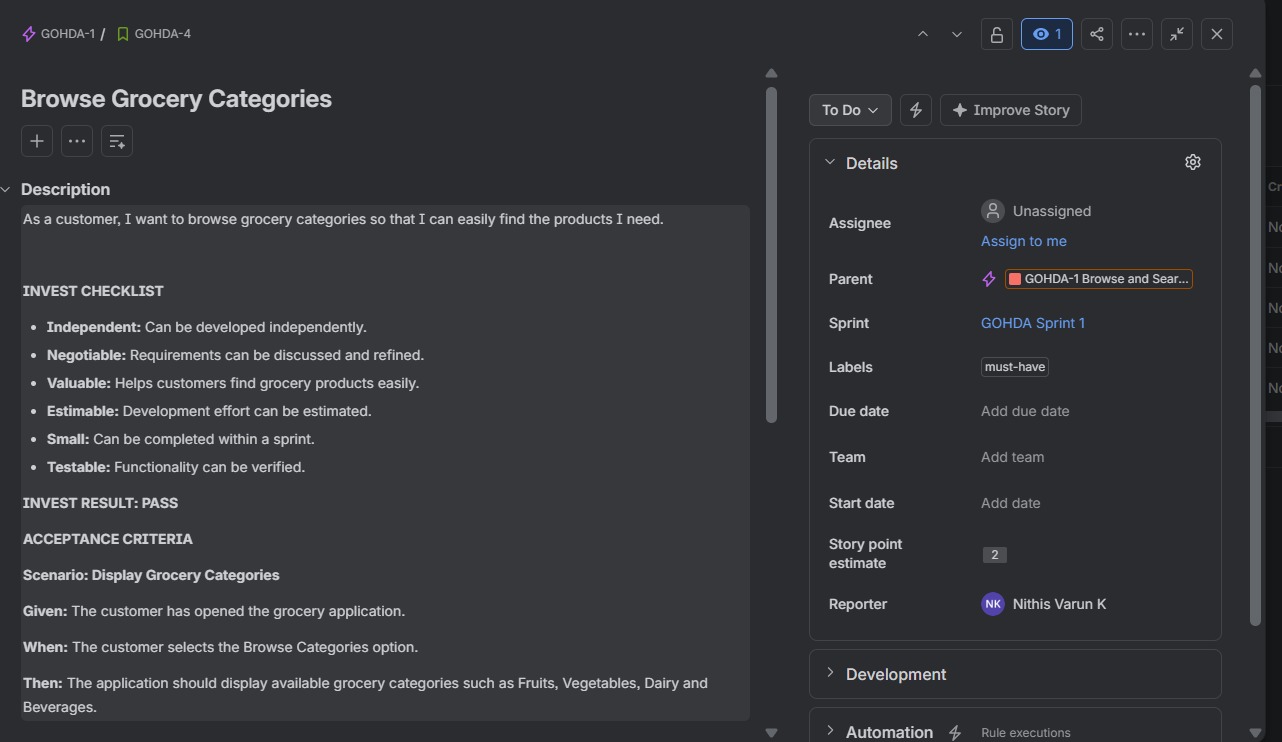 GOHDA-1 / GOHDA-4
1
Browse Grocery Categories
To Do
Improve Story
Description
As a customer, I want to browse grocery categories so that I can easily find the products I need.
INVEST CHECKLIST
• Independent: Can be developed independently.
• Negotiable: Requirements can be discussed and refined.
• Valuable: Helps customers find grocery products easily.
• Estimable: Development effort can be estimated.
• Small: Can be completed within a sprint.
• Testable: Functionality can be verified.
INVEST RESULT: PASS
ACCEPTANCE CRITERIA
Scenario: Display Grocery Categories
Given: The customer has opened the grocery application.
When: The customer selects the Browse Categories option.
Then: The application should display available grocery categories such as Fruits, Vegetables, Dairy and
Beverages.
Details
Assignee
Unassigned
Assign to me
Parent
GOHDA-1 Browse and Sear...
Sprint
GOHDA Sprint 1
Labels
must-have
Due date
Add due date
Team
Add team
Start date
Add date
Story point
estimate
2
Reporter
NK Nithis Varun K
Development
Automation
Rule executions